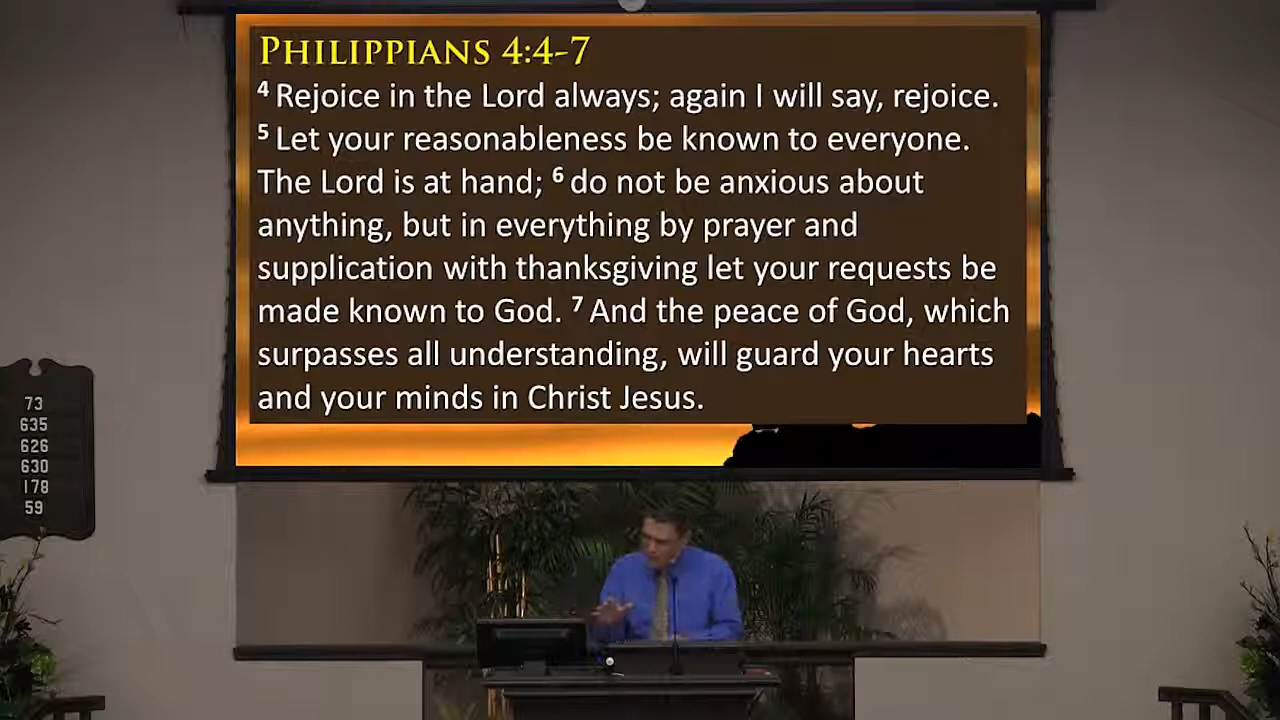 PHILIPPIANS 4:4-7
4 Rejoice in the Lord always; again I will say, rejoice.
5 Let your reasonableness be known to everyone.
The Lord is at hand; 6 do not be anxious about
anything, but in everything by prayer and
supplication with thanksgiving let your requests be
made known to God. 7 And the peace of God, which
surpasses all understanding, will guard your hearts
and your minds in Christ Jesus.
73
635
626
630
178
59